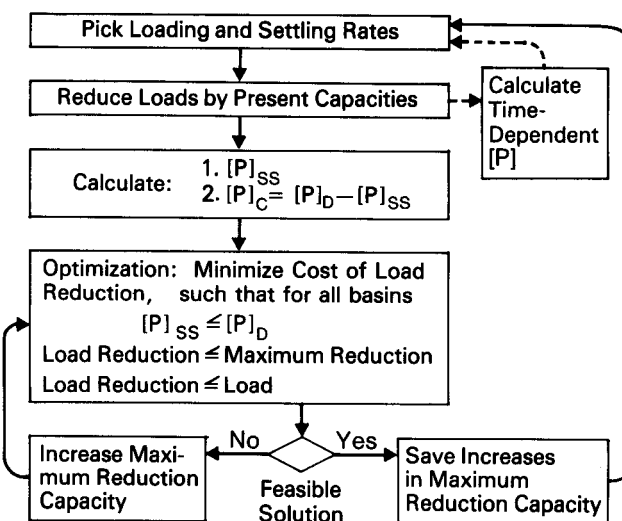 Pick Loading and Settling Rates
Reduce Loads by Present Capacities
Calculate
Time-
Dependent
[P]
Calculate:
1. [P]SS
2. [P]C= [P]D−[P]SS
Optimization: Minimize Cost of Load
Reduction, such that for all basins
[P] SS ≦ [P]D
Load Reduction ≦ Maximum Reduction
Load Reduction ≦ Load
No
Yes
Increase Maxi-
mum Reduction
Capacity
Feasible
Solution
Save Increases
in Maximum
Reduction Capacity